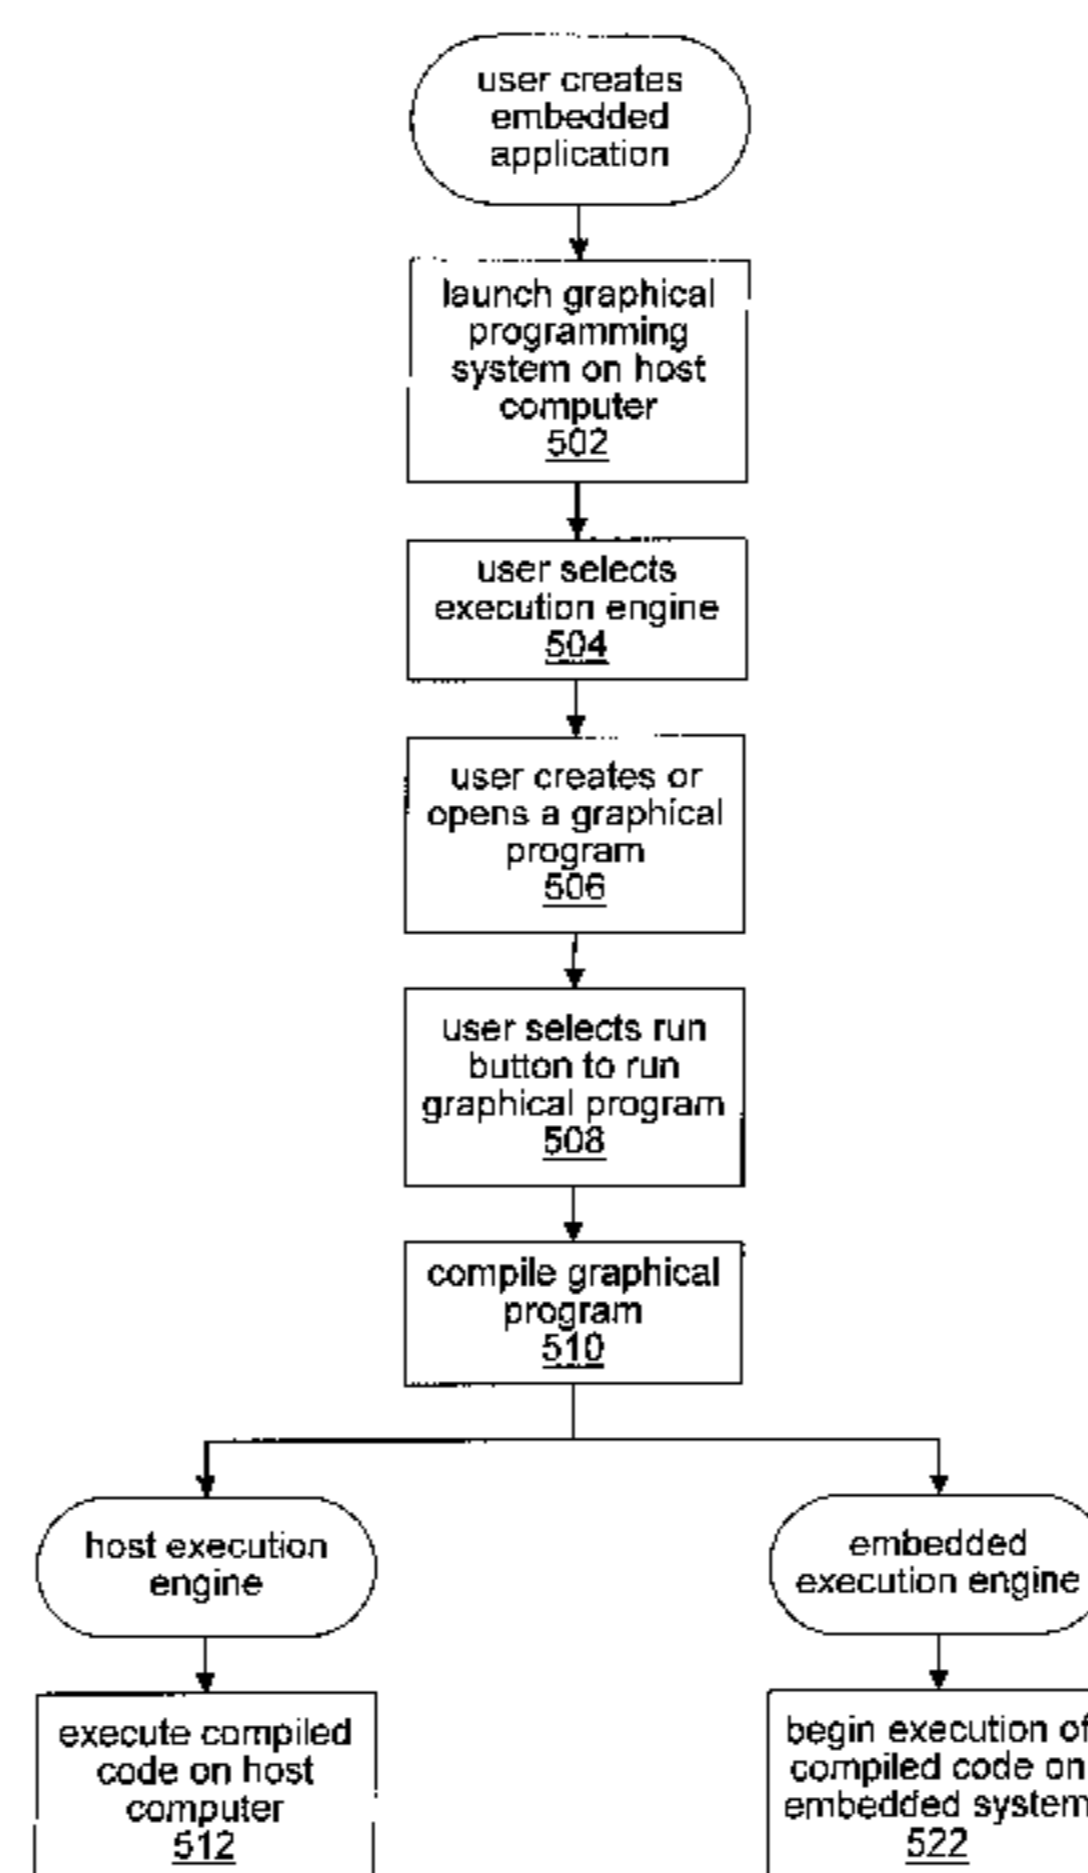 user creates
embedded
application
launch graphical
programming
system on host
computer
502
user selects
execution engine
504
user creates or
opens a graphical
program
506
user selects run
button to run
graphical program
508
compile graphical
program
510
host execution
engine
embedded
execution engine
execute compiled
code on host
computer
512
begin execution of
compiled code on
embedded system
522